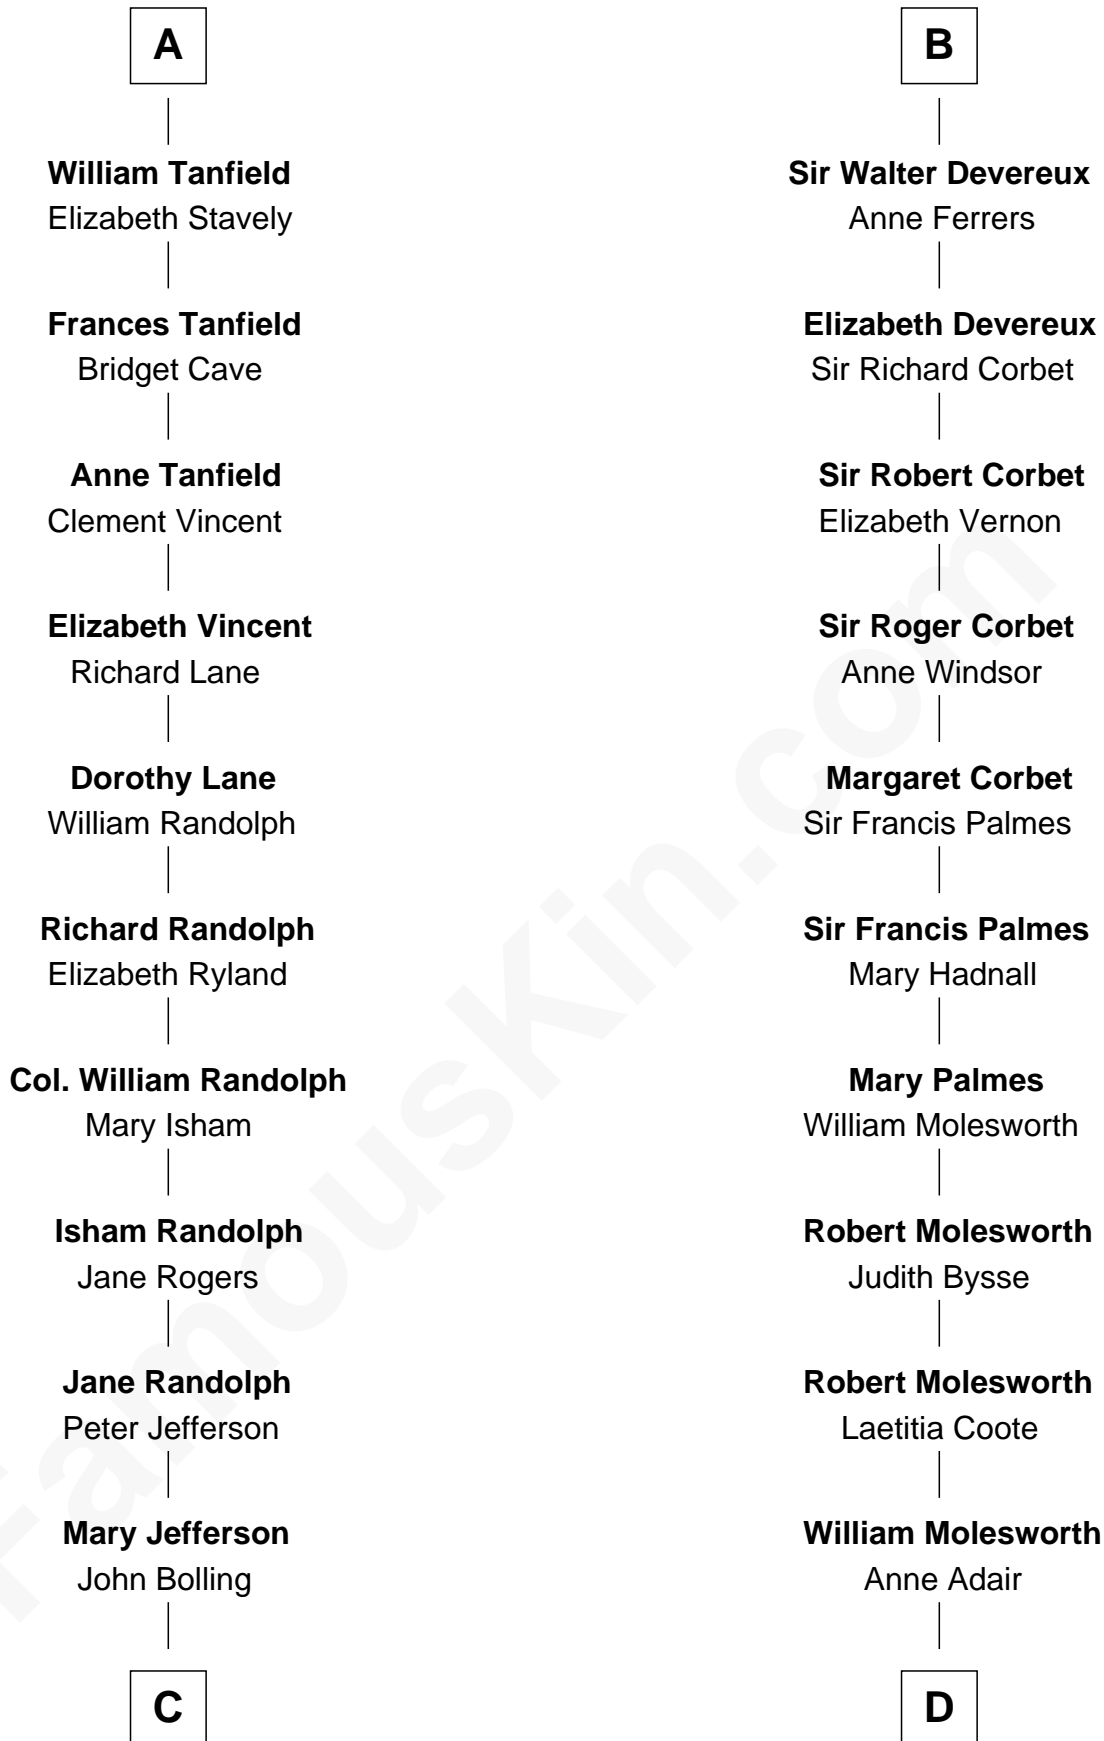 A
William Tanfield
Elizabeth Stavely
Frances Tanfield
Bridget Cave
Anne Tanfield
Clement Vincent
Elizabeth Vincent
Richard Lane
Dorothy Lane
William Randolph
Richard Randolph
Elizabeth Ryland
Col. William Randolph
Mary Isham
Isham Randolph
Jane Rogers
Jane Randolph
Peter Jefferson
Mary Jefferson
John Bolling
C
B
Sir Walter Devereux
Anne Ferrers
Elizabeth Devereux
Sir Richard Corbet
Sir Robert Corbet
Elizabeth Vernon
Sir Roger Corbet
Anne Windsor
Margaret Corbet
Sir Francis Palmes
Sir Francis Palmes
Mary Hadnall
Mary Palmes
William Molesworth
Robert Molesworth
Judith Bysse
Robert Molesworth
Laetitia Coote
William Molesworth
Anne Adair
D
FamousKin.com